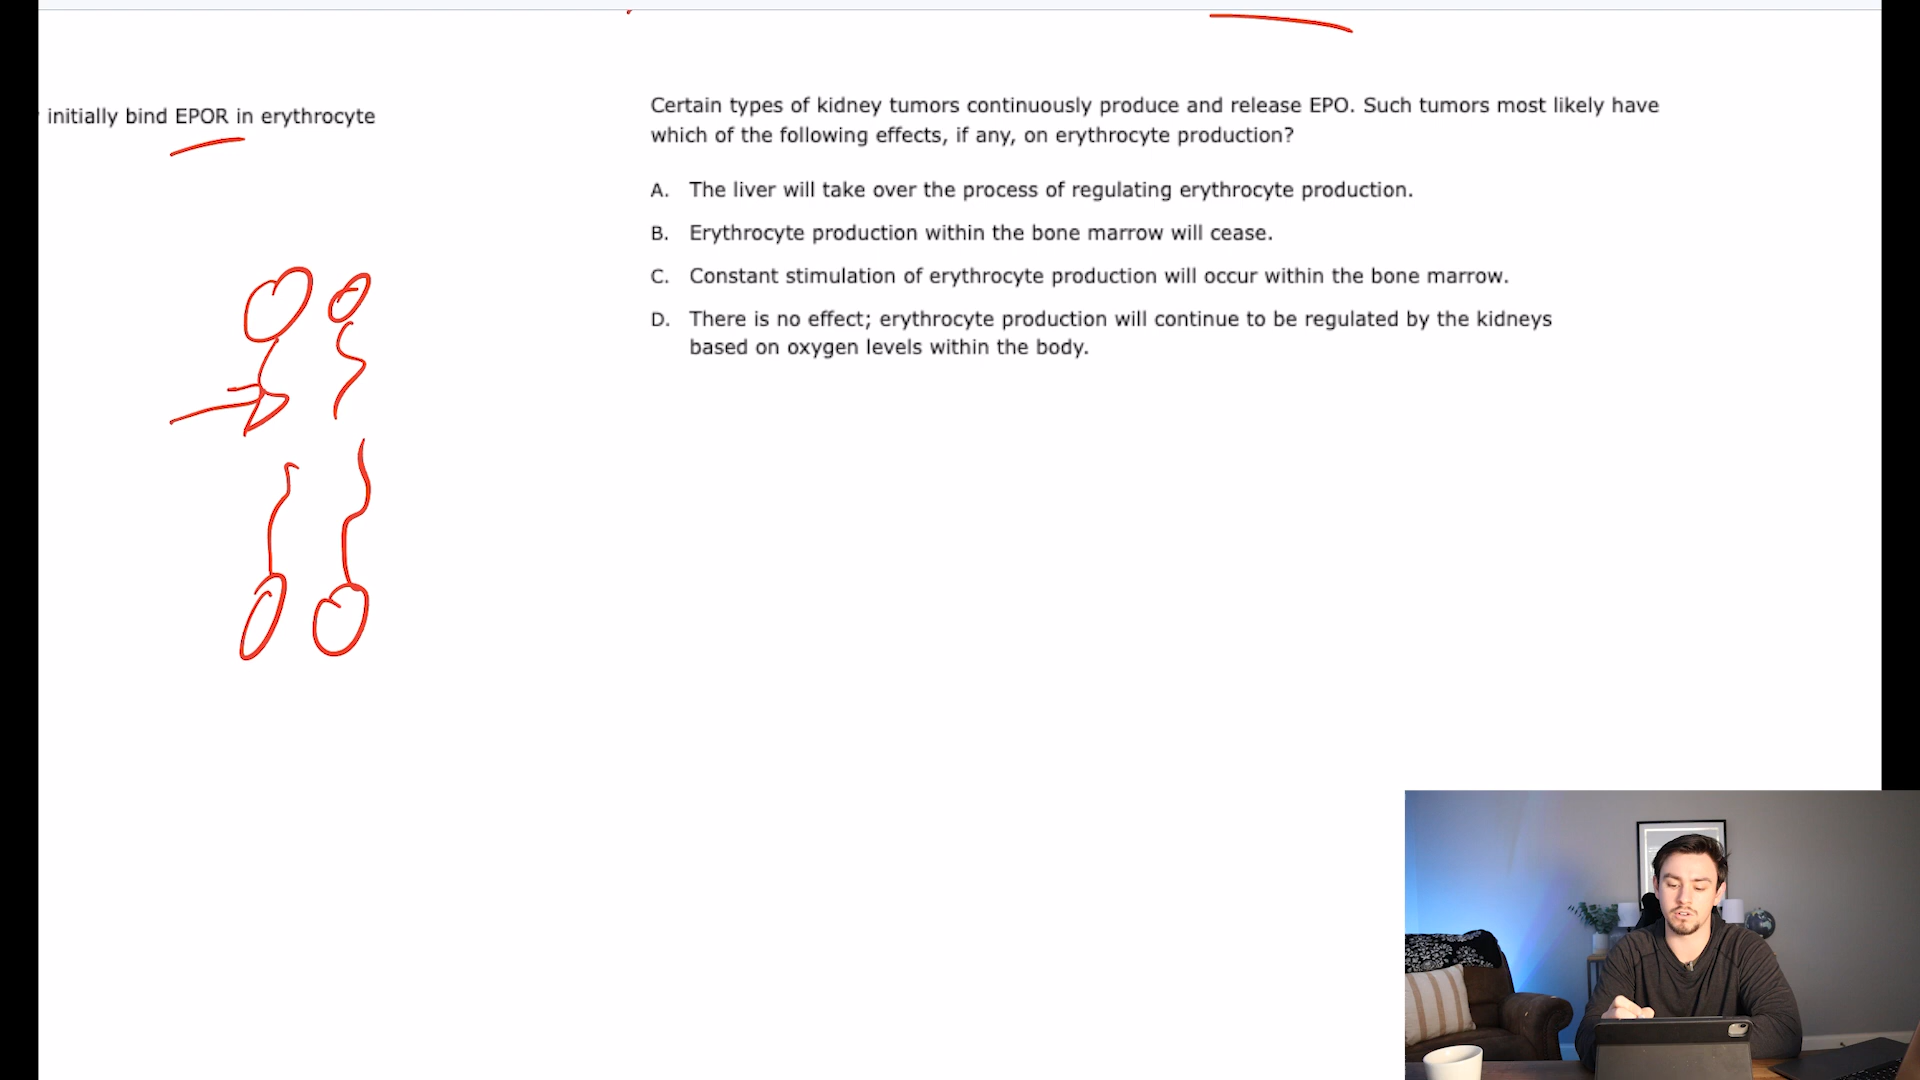 initially bind EPOR in erythrocyte
Certain types of kidney tumors continuously produce and release EPO. Such tumors most likely have
which of the following effects, if any, on erythrocyte production?
A. The liver will take over the process of regulating erythrocyte production.
B. Erythrocyte production within the bone marrow will cease.
C. Constant stimulation of erythrocyte production will occur within the bone marrow.
D. There is no effect; erythrocyte production will continue to be regulated by the kidneys
based on oxygen levels within the body.